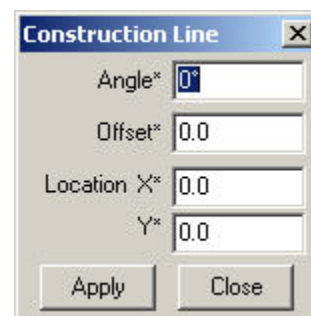 Construction Line
Angle* 0°
Offset* 0.0
Location X* 0.0
Y* 0.0
Apply Close